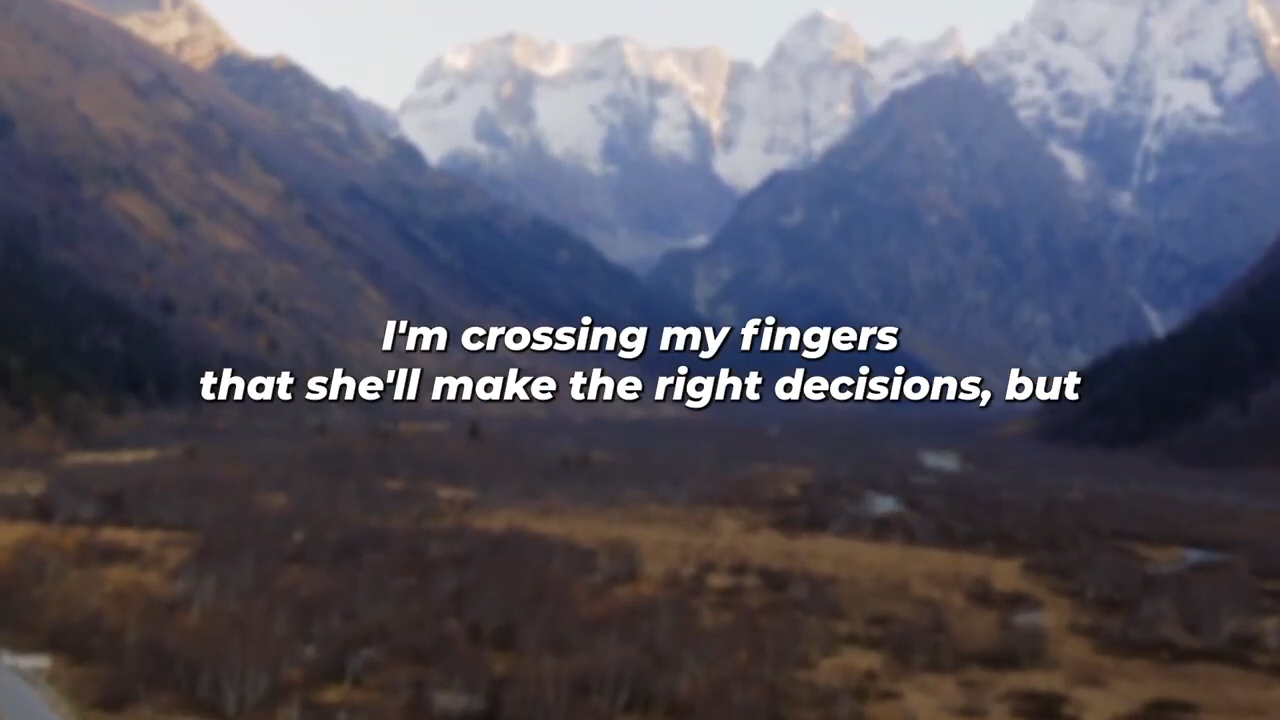 I'm crossing my fingers
that she'll make the right decisions, but